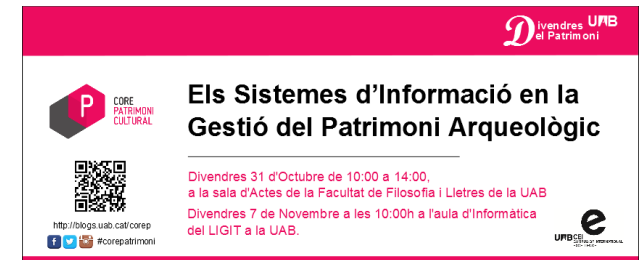 Divendres UAB
el Patrimoni
P
CORE
PATRIMONI
CULTURAL
Els Sistemes d'Informació en la
Gestió del Patrimoni Arqueològic
Divendres 31 d'Octubre de 10:00 a 14:00,
a la sala d'Actes de la Facultat de Filosofia i Lletres de la UAB
Divendres 7 de Novembre a les 10:00h a l'aula d'Informàtica
del LIGIT a la UAB.
http://blogs.uab.cat/corep
#corepatrimoni
e
UAB CEI